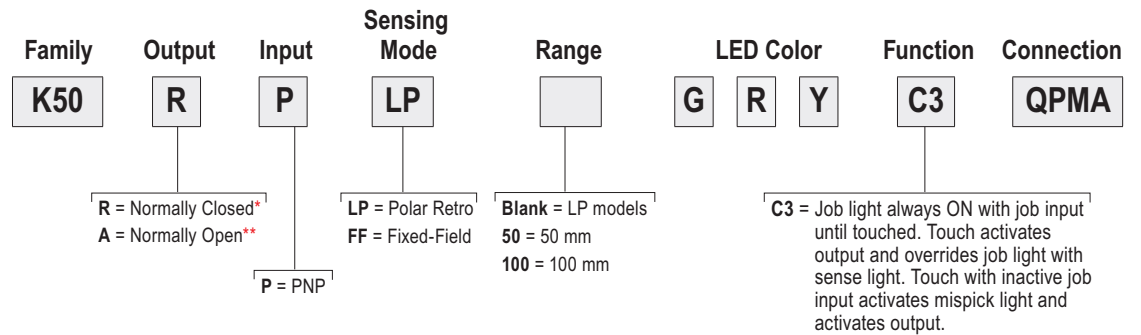 Family Output Input Sensing Mode Range LED Color Function Connection
K50 R P LP G R Y C3 QPMA
R = Normally Closed*
A = Normally Open**
P = PNP
LP = Polar Retro
FF = Fixed-Field
Blank = LP models
50 = 50 mm
100 = 100 mm
C3 = Job light always ON with job input
until touched. Touch activates
output and overrides job light with
sense light. Touch with inactive job
input activates mispick light and
activates output.